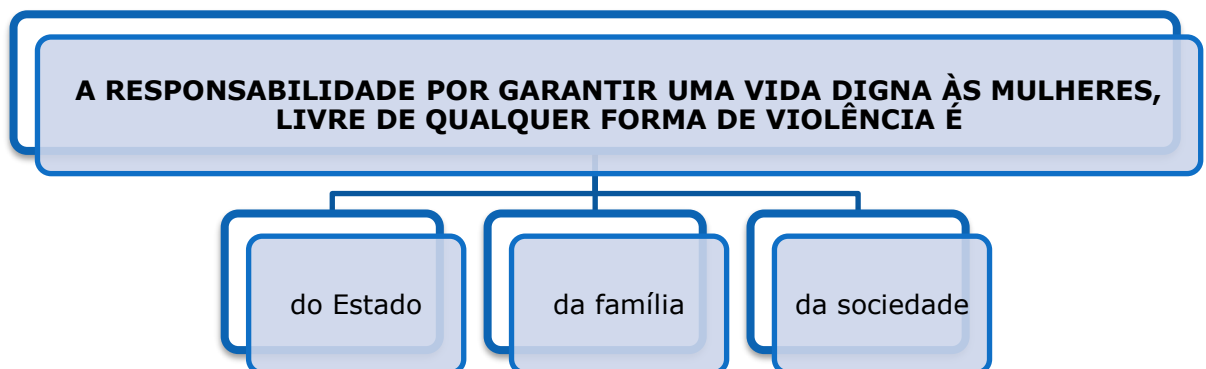 A RESPONSABILIDADE POR GARANTIR UMA VIDA DIGNA ÀS MULHERES,
LIVRE DE QUALQUER FORMA DE VIOLÊNCIA É
do Estado
da família
da sociedade